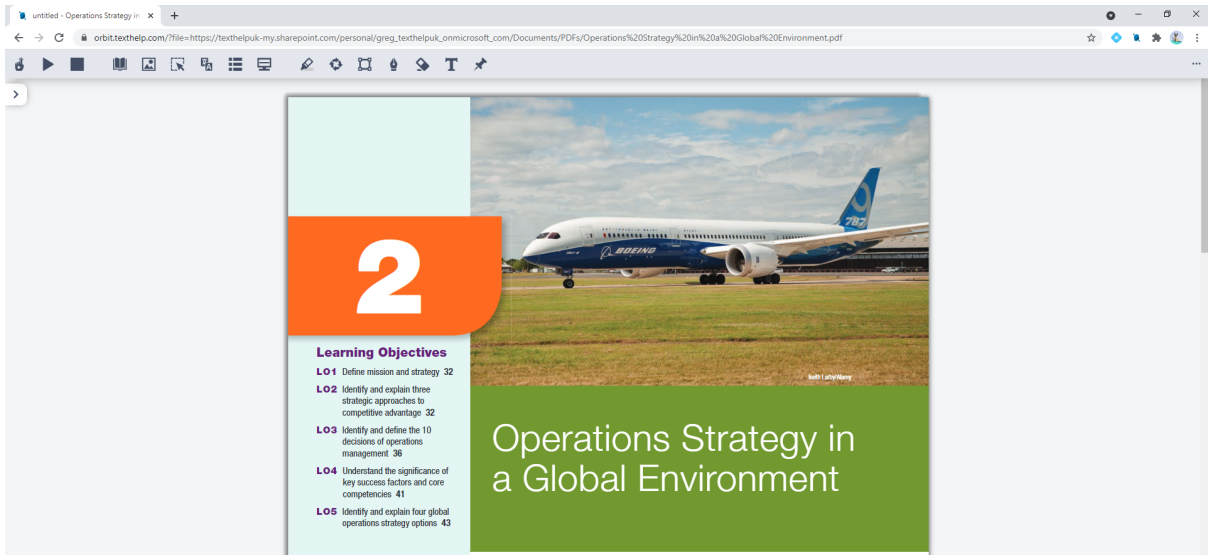 untitled - Operations Strategy in
orbit.texthelp.com/?file=https://texthelpuk-my.sharepoint.com/personal/greg_texthelpuk_onmicrosoft_com/Documents/PDFs/Operations%20Strategy%20in%20a%20Global%20Environment.pdf
T
787
BOEING
2
Keith Larby/Alamy
Learning Objectives
LO1 Define mission and strategy 32
LO2 Identify and explain three
strategic approaches to
competitive advantage 32
LO3 Identify and define the 10
decisions of operations
management 36
LO4 Understand the significance of
key success factors and core
competencies 41
LO5 Identify and explain four global
operations strategy options 43
Operations Strategy in
a Global Environment